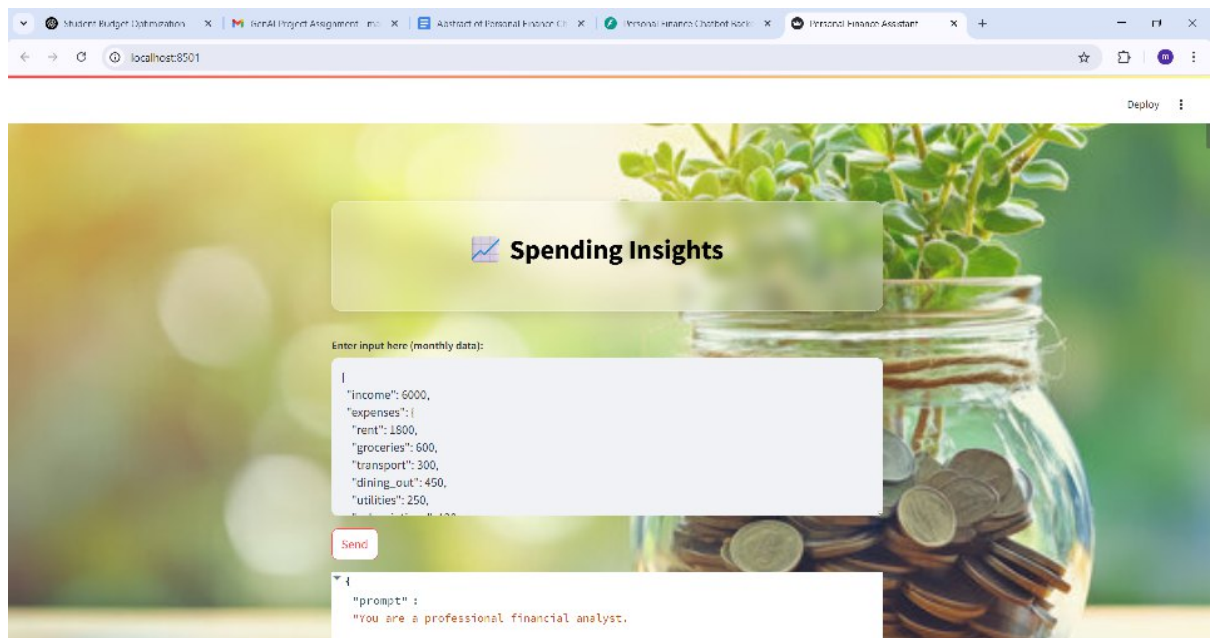 Student Budget Optimization
GenAI Project Assignment - ma
Abstract of Personal Finance Ch
Personal Finance Chatbot Back
Personal Finance Assistant
localhost:8501
m
Deploy
Spending Insights
Enter input here (monthly data):
{
"income": 6000,
"expenses": {
"rent": 1800,
"groceries": 600,
"transport": 300,
"dining_out": 450,
"utilities": 250,
Send
{
"prompt" :
"You are a professional financial analyst.